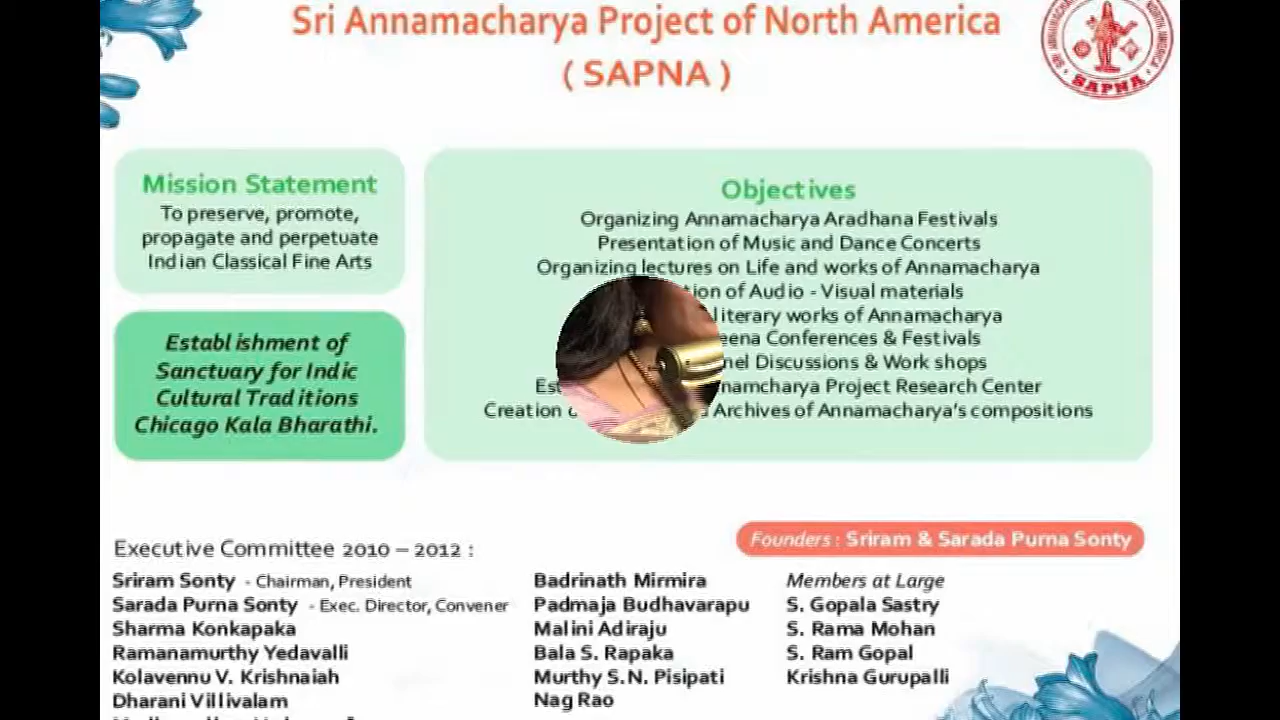 Sri Annamacharya Project of North America
( SAPNA )
SAPNA
Mission Statement
To preserve, promote,
propagate and perpetuate
Indian Classical Fine Arts
Establishment of
Sanctuary for Indic
Cultural Traditions
Chicago Kala Bharathi.
Objectives
Organizing Annamacharya Aradhana Festivals
Presentation of Music and Dance Concerts
Organizing lectures on Life and works of Annamacharya
of Audio - Visual materials
literary works of Annamacharya
Conferences & Festivals
Discussions & Work shops
Project Research Center
Creation Archives of Annamacharya's compositions
Founders : Sriram & Sarada Purna Sonty
Executive Committee 2010 – 2012 :
Sriram Sonty - Chairman, President
Sarada Purna Sonty - Exec. Director, Convener
Sharma Konkapaka
Ramanamurthy Yedavalli
Kolavennu V. Krishnaiah
Dharani Villivalam
Badrinath Mirmira
Padmaja Budhavarapu
Malini Adiraju
Bala S. Rapaka
Murthy S.N. Pisipati
Nag Rao
Members at Large
S. Gopala Sastry
S. Rama Mohan
S. Ram Gopal
Krishna Gurupalli